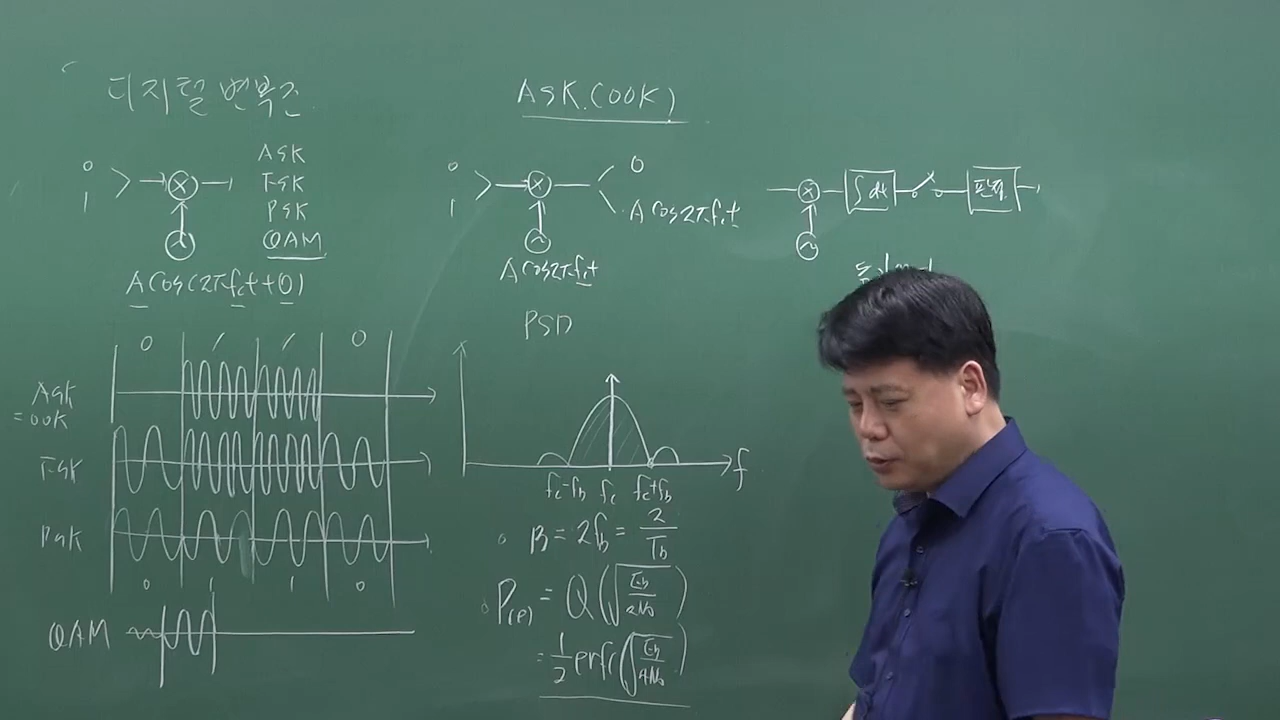 디지털 변복조
0
1
ASK
FSK
PSK
QAM
A cos(2πfct+θ)
0 1 1 0
ASK
=OOK
FSK
PSK
0 1 1 0
QAM
ASK(OOK)
0
1
0
A cos2πfct
A cos2πfct
PSD
f
fc-fb fc fc+fb
B = 2fb = 2/Tb
P(e) = Q(√(Eb/2N0))
= 1/2 erfc(√(Eb/4N0))
∫dt